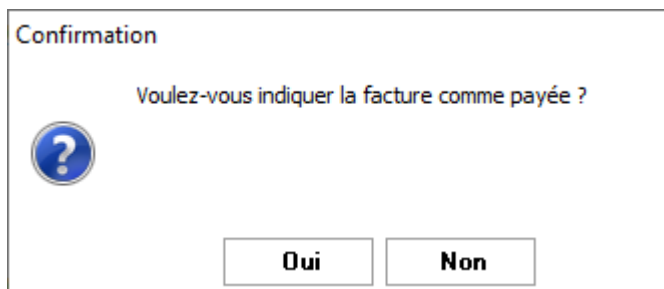 Confirmation
Voulez-vous indiquer la facture comme payée ?
Oui Non